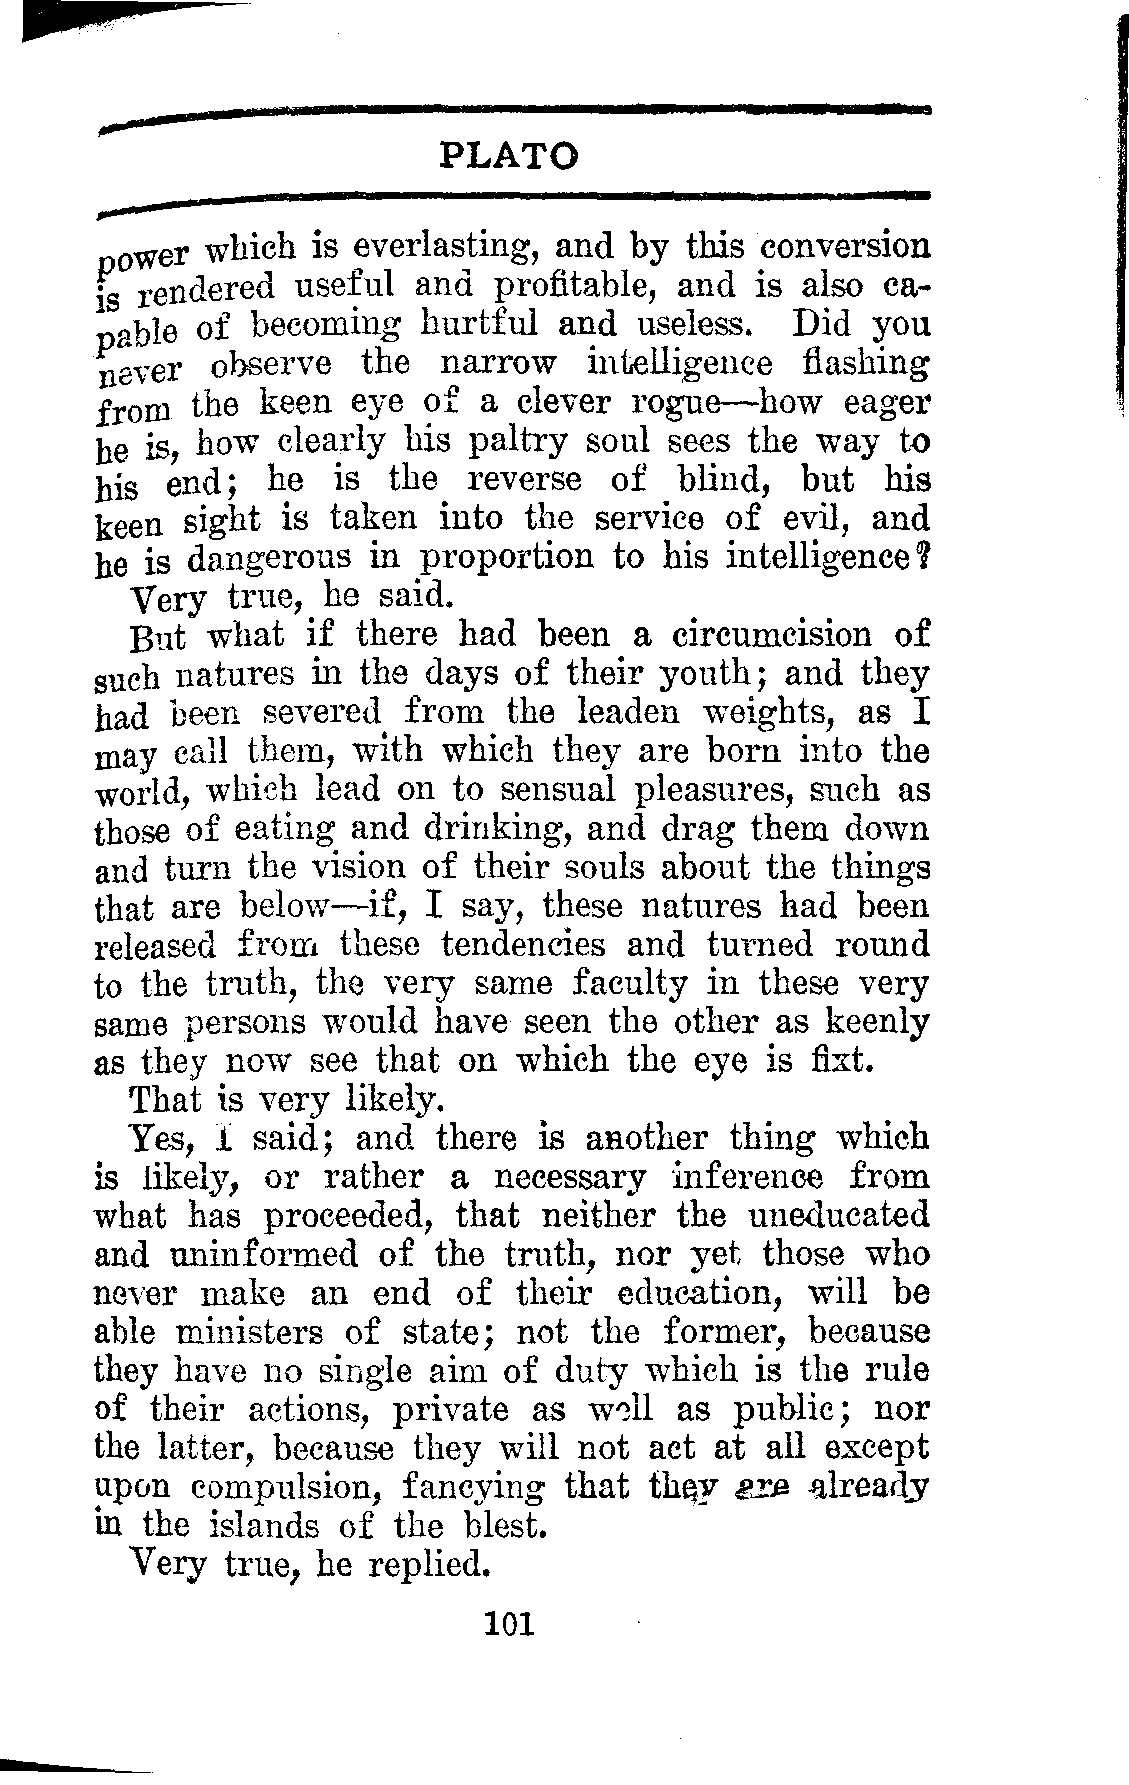 PLATO
power which is everlasting, and by this conversion
is rendered useful and profitable, and is also ca-
pable of becoming hurtful and useless. Did you
never observe the narrow intelligence flashing
from the keen eye of a clever rogue—how eager
he is, how clearly his paltry soul sees the way to
his end; he is the reverse of blind, but his
keen sight is taken into the service of evil, and
he is dangerous in proportion to his intelligence?
Very true, he said.
But what if there had been a circumcision of
such natures in the days of their youth; and they
had been severed from the leaden weights, as I
may call them, with which they are born into the
world, which lead on to sensual pleasures, such as
those of eating and drinking, and drag them down
and turn the vision of their souls about the things
that are below—if, I say, these natures had been
released from these tendencies and turned round
to the truth, the very same faculty in these very
same persons would have seen the other as keenly
as they now see that on which the eye is fixt.
That is very likely.
Yes, I said; and there is another thing which
is likely, or rather a necessary inference from
what has proceeded, that neither the uneducated
and uninformed of the truth, nor yet those who
never make an end of their education, will be
able ministers of state; not the former, because
they have no single aim of duty which is the rule
of their actions, private as well as public; nor
the latter, because they will not act at all except
upon compulsion, fancying that they are already
in the islands of the blest.
Very true, he replied.
101